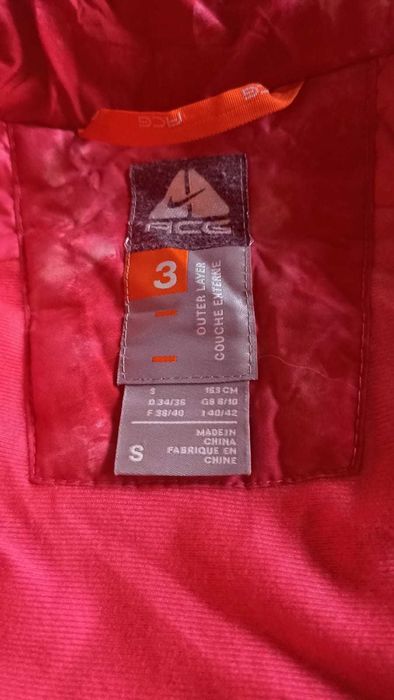 ACG
ACG
3
OUTER LAYER
COUCHE EXTERNE
S 163 CM
D 34/36 GB 8/10
F 38/40 I 40/42
S
MADE IN
CHINA
FABRIQUE EN
CHINE